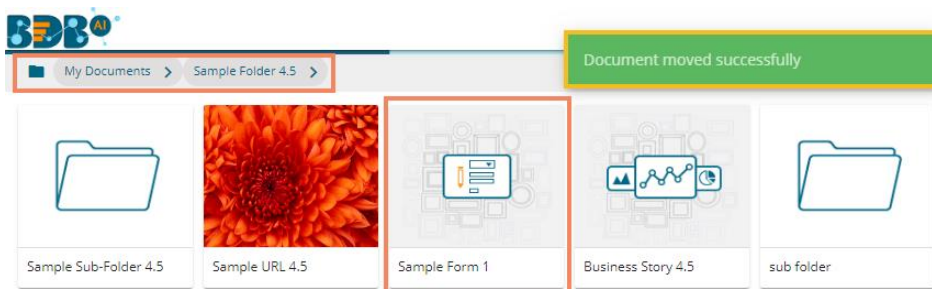 BDB AI
Document moved successfully
My Documents > Sample Folder 4.5 >
Sample Sub-Folder 4.5
Sample URL 4.5
Sample Form 1
Business Story 4.5
sub folder